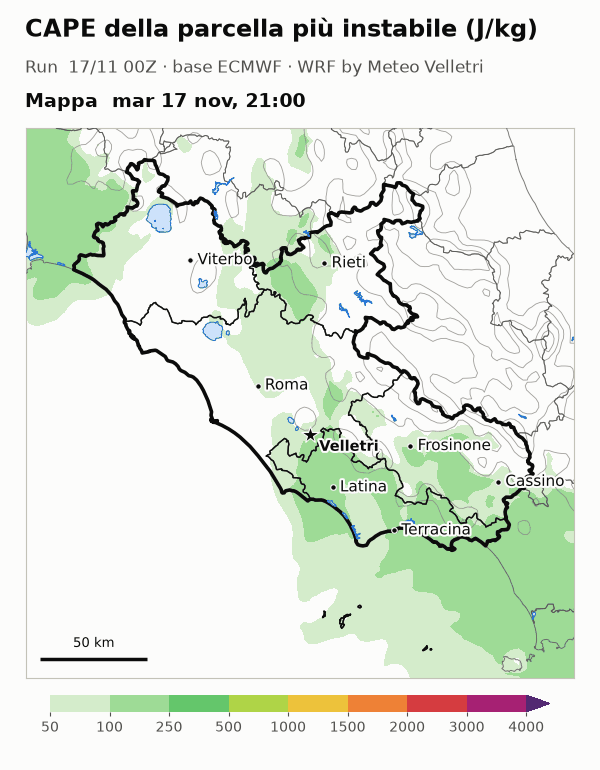 CAPE della parcella più instabile (J/kg)
Run  17/11 00Z · base ECMWF · WRF by Meteo Velletri
Mappa  mar 17 nov, 21:00
Viterbo
Rieti
Roma
Velletri
Frosinone
Cassino
Latina
Terracina
50 km
50 100 250 500 1000 1500 2000 3000 4000